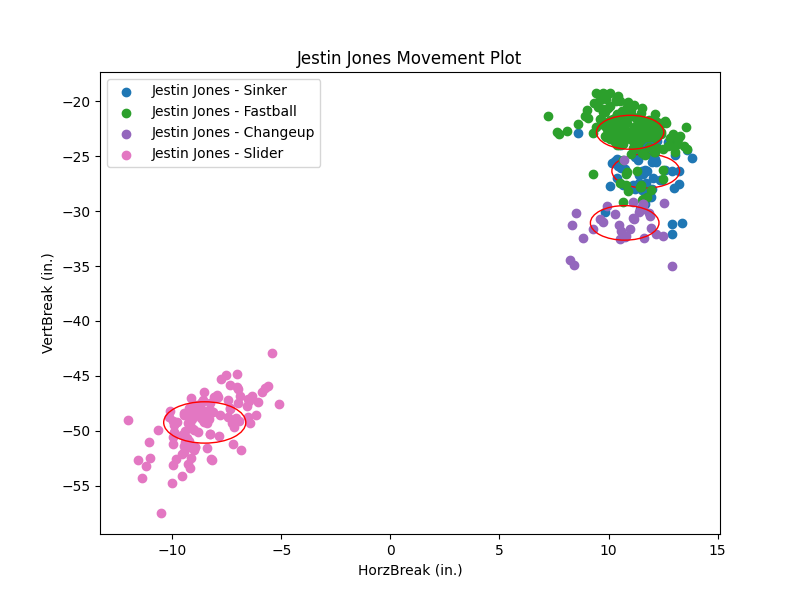 Jestin Jones Movement Plot
Jestin Jones - Sinker
Jestin Jones - Fastball
Jestin Jones - Changeup
Jestin Jones - Slider
VertBreak (in.)
−20
−25
−30
−35
−40
−45
−50
−55
−10
−5
0
5
10
15
HorzBreak (in.)